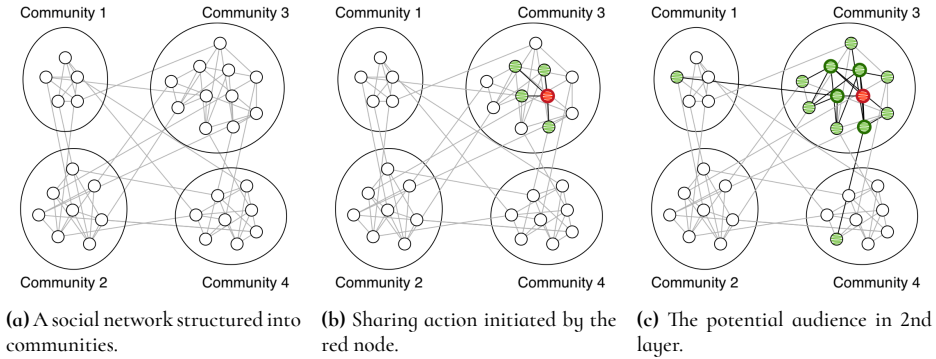 Community 1
Community 3
Community 1
Community 3
Community 1
Community 3
Community 2
Community 4
Community 2
Community 4
Community 2
Community 4
(a) A social network structured into
communities.
(b) Sharing action initiated by the
red node.
(c) The potential audience in 2nd
layer.